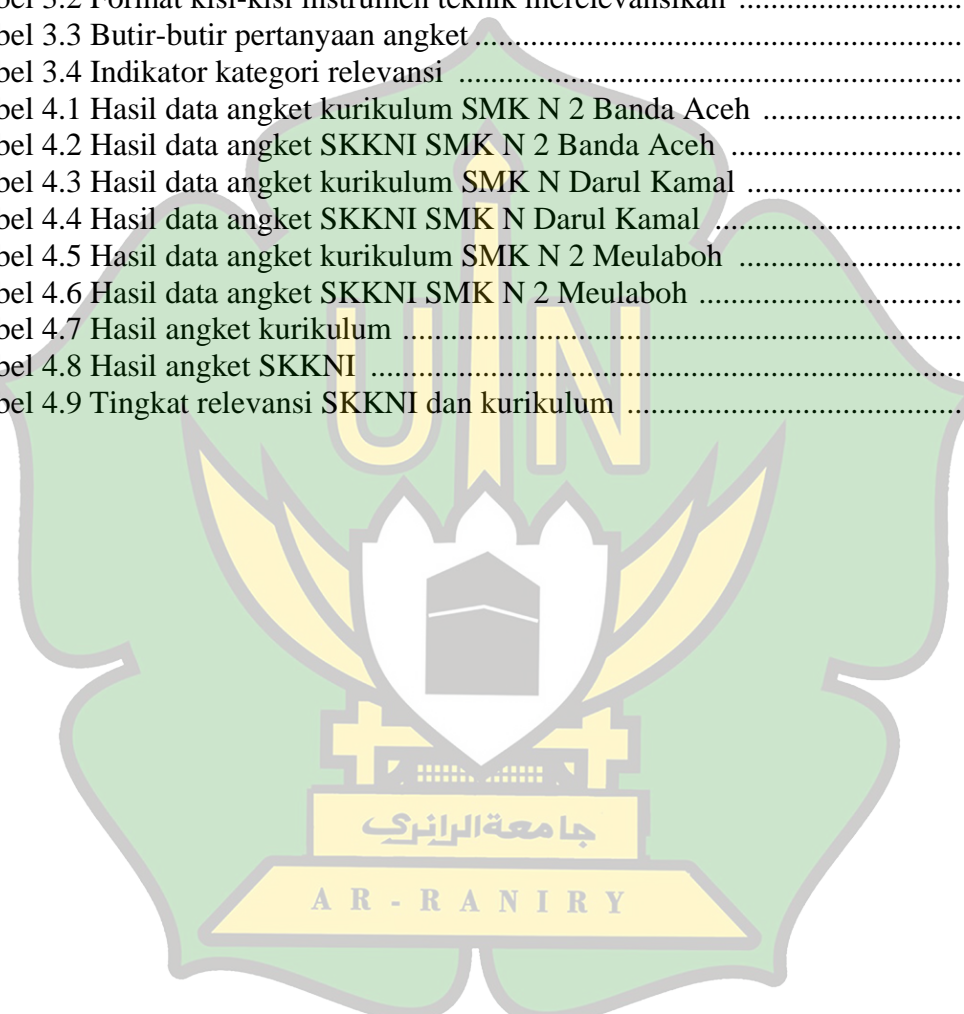 bel 3.2 Format kisi-kisi instrumen teknik merelevansikan ................
bel 3.3 Butir-butir pertanyaan angket ................
bel 3.4 Indikator kategori relevansi ................
bel 4.1 Hasil data angket kurikulum SMK N 2 Banda Aceh ................
bel 4.2 Hasil data angket SKKNI SMK N 2 Banda Aceh ................
bel 4.3 Hasil data angket kurikulum SMK N Darul Kamal ................
bel 4.4 Hasil data angket SKKNI SMK N Darul Kamal ................
bel 4.5 Hasil data angket kurikulum SMK N 2 Meulaboh ................
bel 4.6 Hasil data angket SKKNI SMK N 2 Meulaboh ................
bel 4.7 Hasil angket kurikulum ................
bel 4.8 Hasil angket SKKNI ................
bel 4.9 Tingkat relevansi SKKNI dan kurikulum ................
UIN
جامعةالرانري
AR-RANIRY